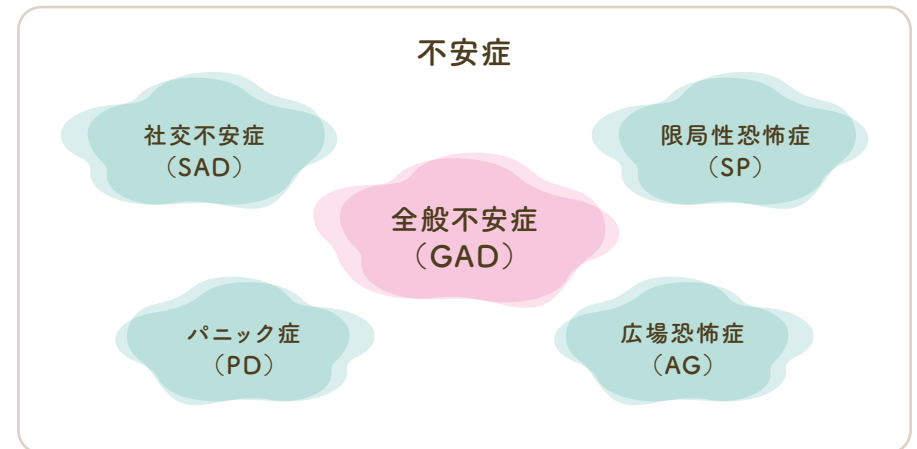 不安症
社交不安症
（SAD）
限局性恐怖症
（SP）
全般不安症
（GAD）
パニック症
（PD）
広場恐怖症
（AG）